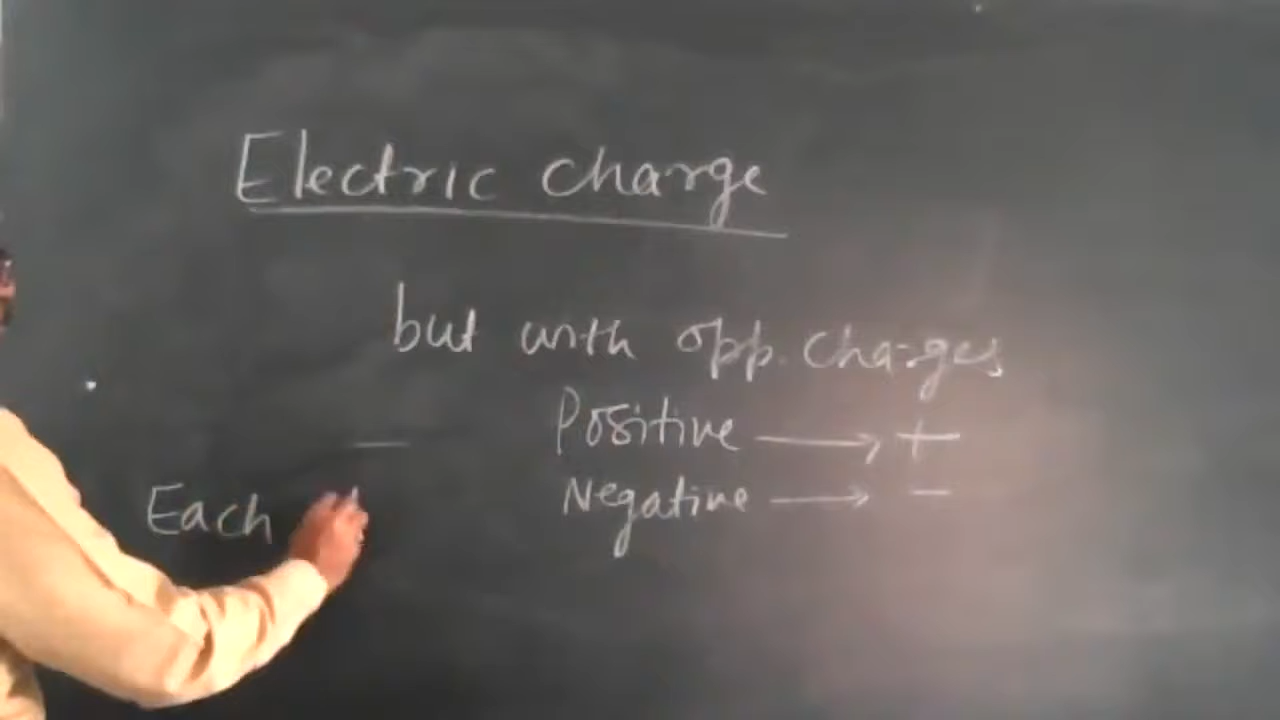 Electric charge
but with opp. charges
Positive → +
—
Negative → −
Each